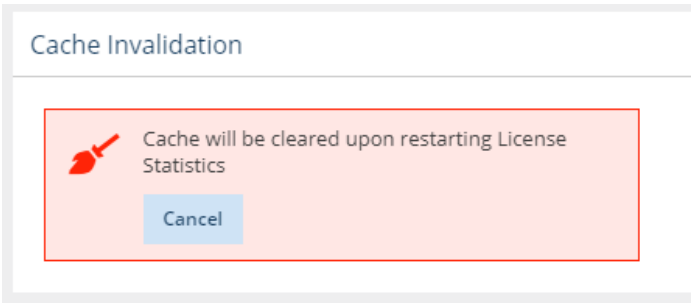 Cache Invalidation
Cache will be cleared upon restarting License
Statistics
Cancel